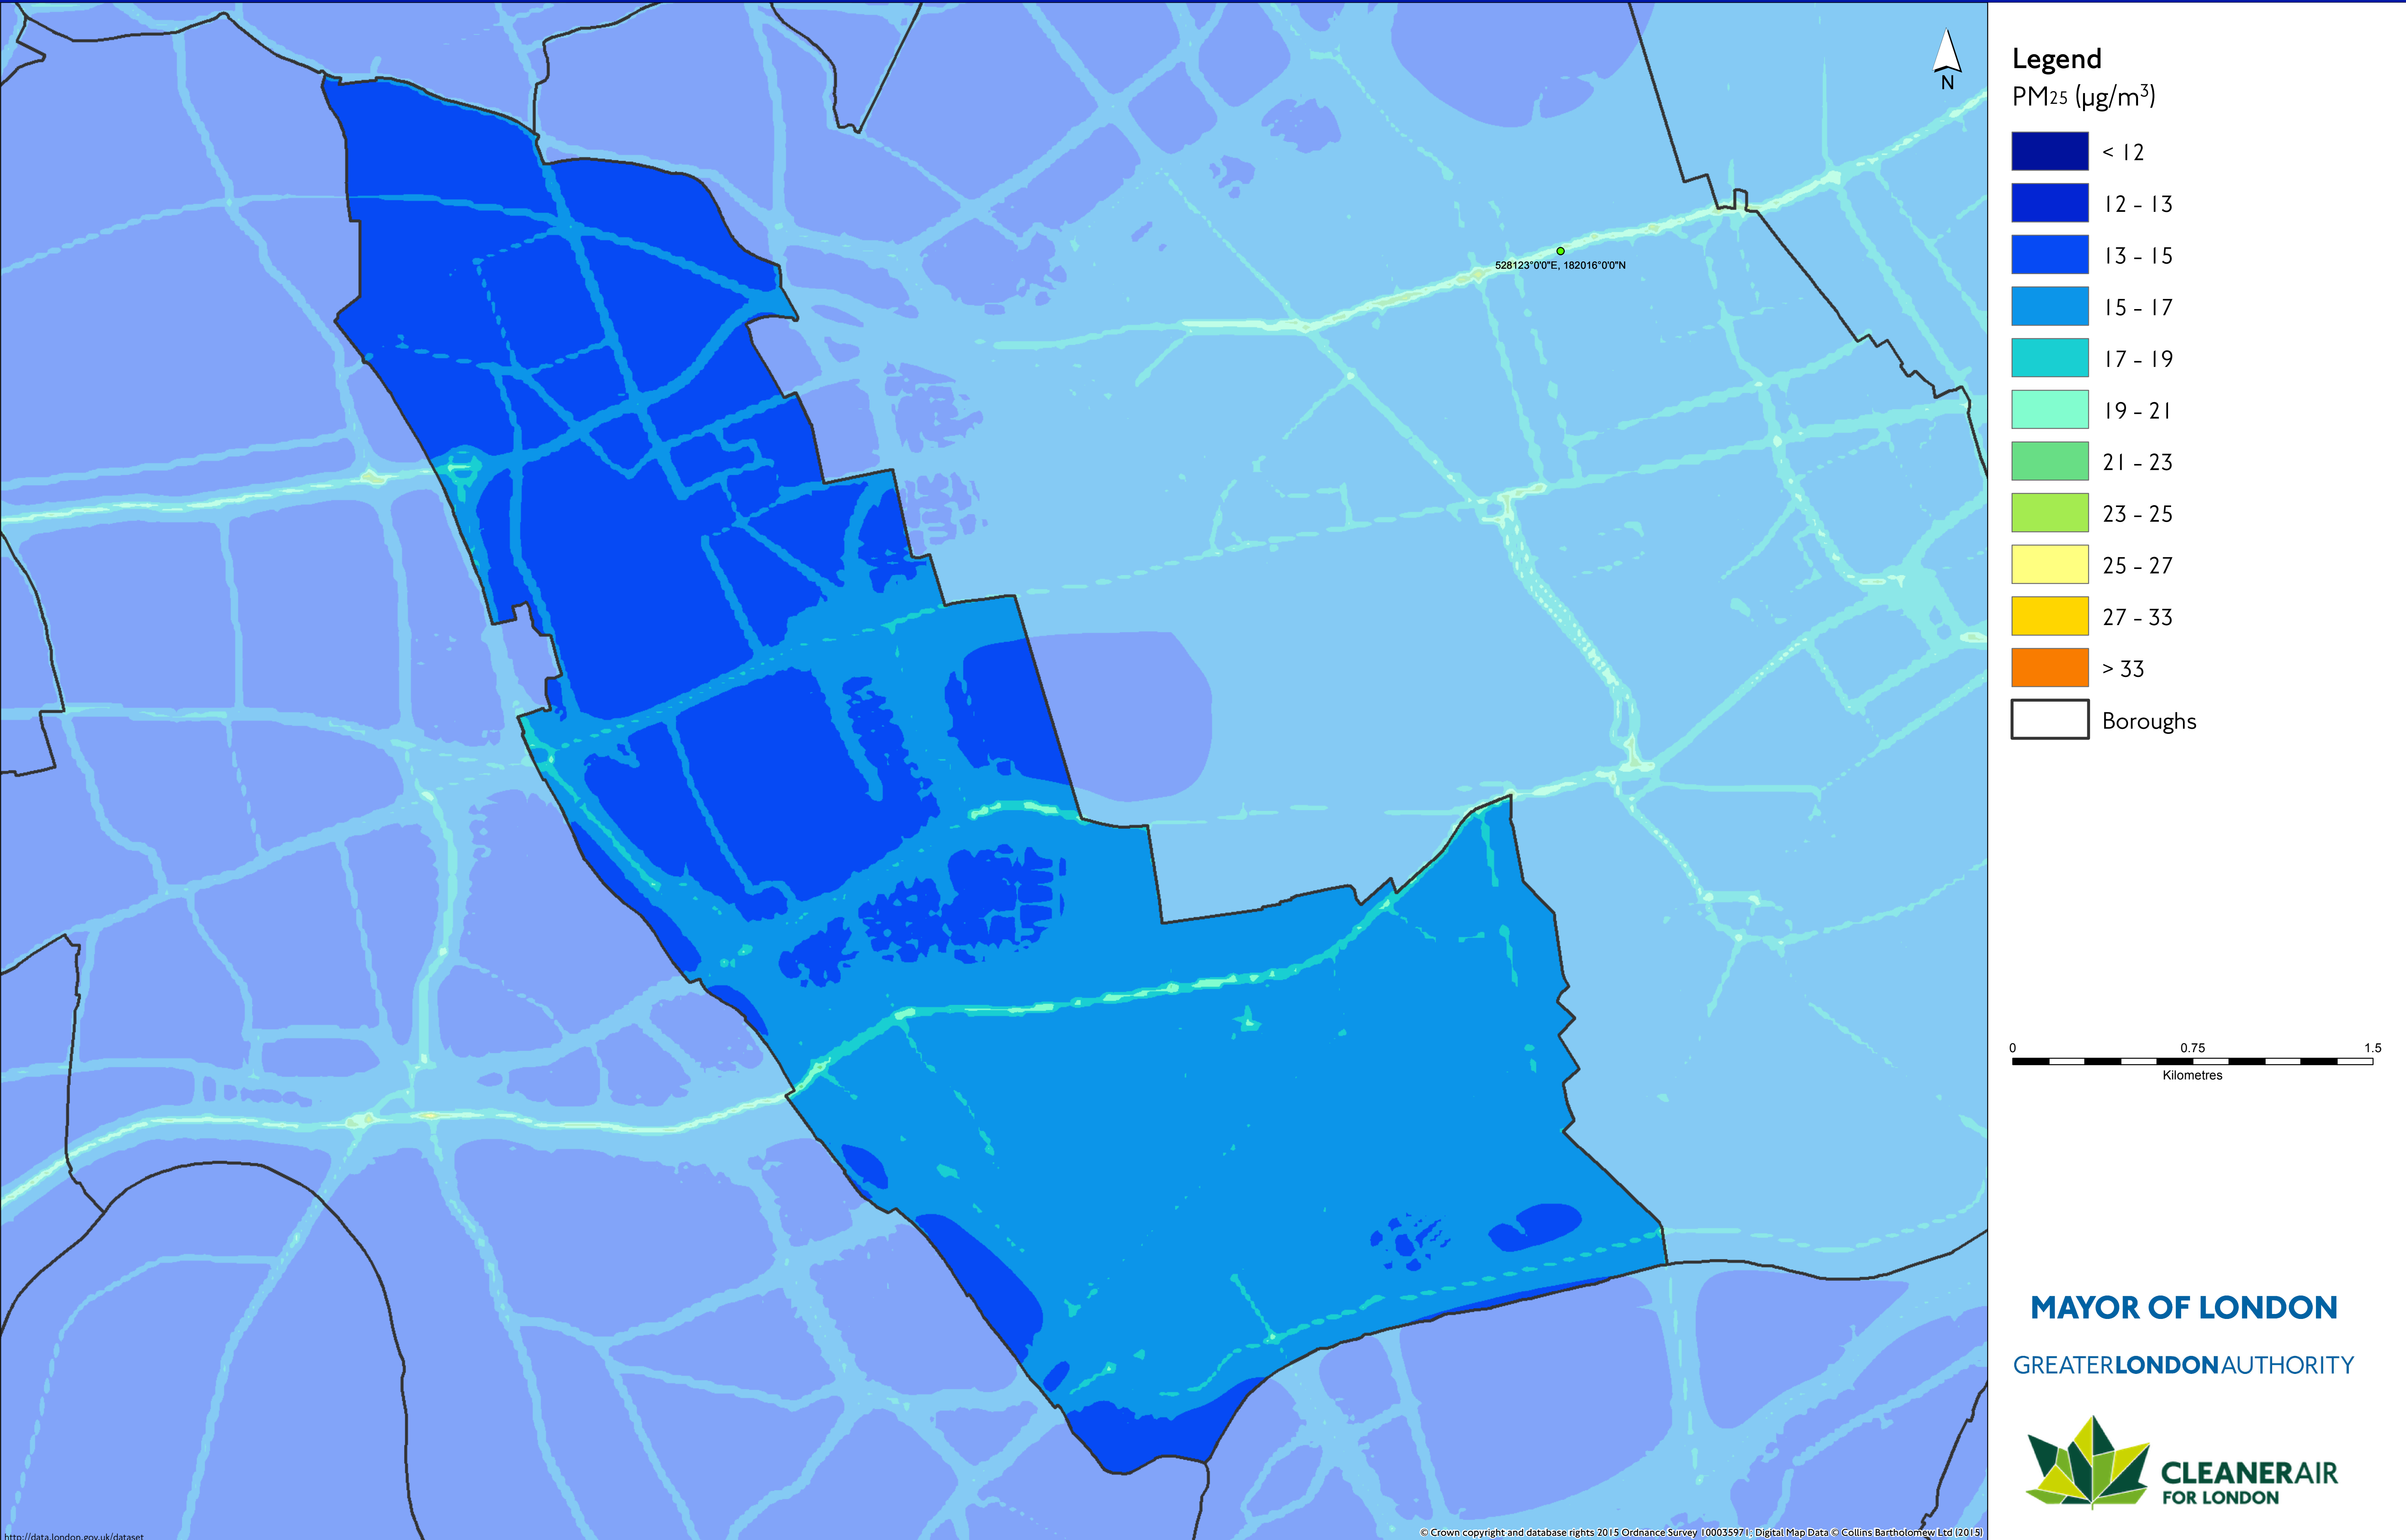 N
528123°0'0"E, 182016°0'0"N
http://data.london.gov.uk/dataset
© Crown copyright and database rights 2015 Ordnance Survey 100035971; Digital Map Data © Collins Bartholomew Ltd (2015)
Legend
PM25 (µg/m³)
< 12
12 - 13
13 - 15
15 - 17
17 - 19
19 - 21
21 - 23
23 - 25
25 - 27
27 - 33
> 33
Boroughs
0 0.75 1.5
Kilometres
MAYOR OF LONDON
GREATERLONDONAUTHORITY
CLEANERAIR
FOR LONDON